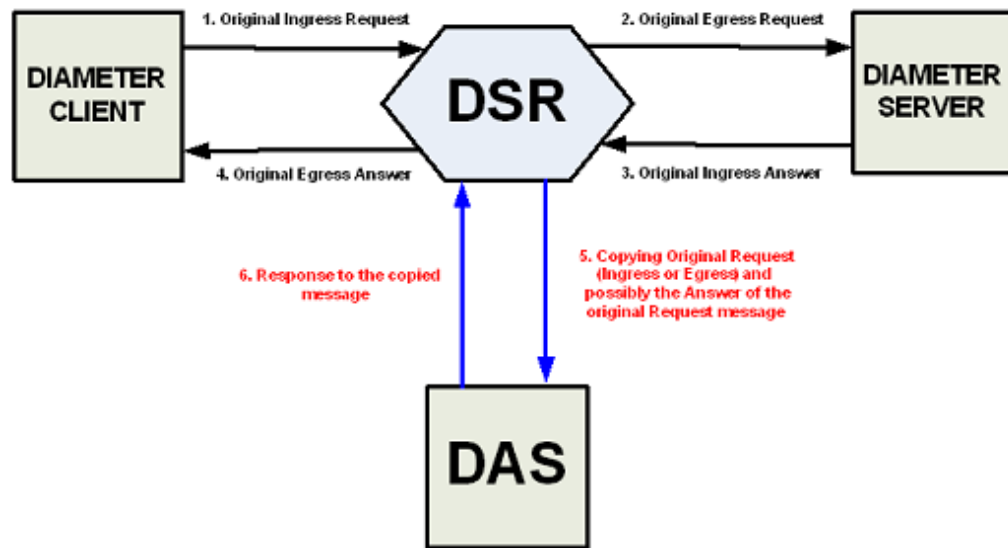 1. Original Ingress Request
2. Original Egress Request
DIAMETER
CLIENT
DSR
DIAMETER
SERVER
4. Original Egress Answer
3. Original Ingress Answer
6. Response to the copied
message
5. Copying Original Request
(Ingress or Egress) and
possibly the Answer of the
original Request message
DAS